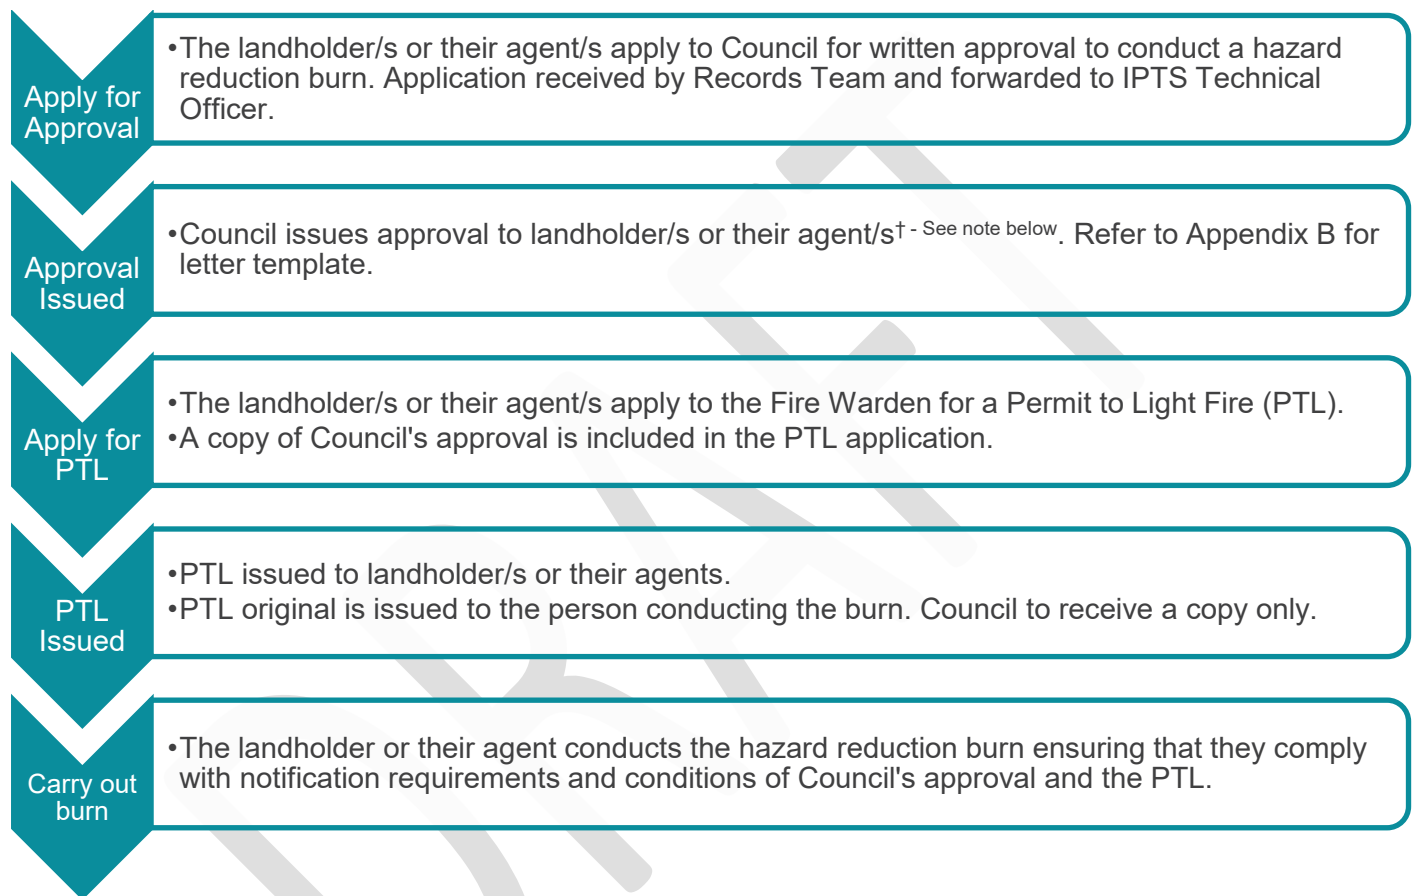 Apply for
Approval
•The landholder/s or their agent/s apply to Council for written approval to conduct a hazard
reduction burn. Application received by Records Team and forwarded to IPTS Technical
Officer.
Approval
Issued
•Council issues approval to landholder/s or their agent/s† - See note below. Refer to Appendix B for
letter template.
Apply for
PTL
•The landholder/s or their agent/s apply to the Fire Warden for a Permit to Light Fire (PTL).
•A copy of Council's approval is included in the PTL application.
PTL
Issued
•PTL issued to landholder/s or their agents.
•PTL original is issued to the person conducting the burn. Council to receive a copy only.
Carry out
burn
•The landholder or their agent conducts the hazard reduction burn ensuring that they comply
with notification requirements and conditions of Council's approval and the PTL.
DRAFT